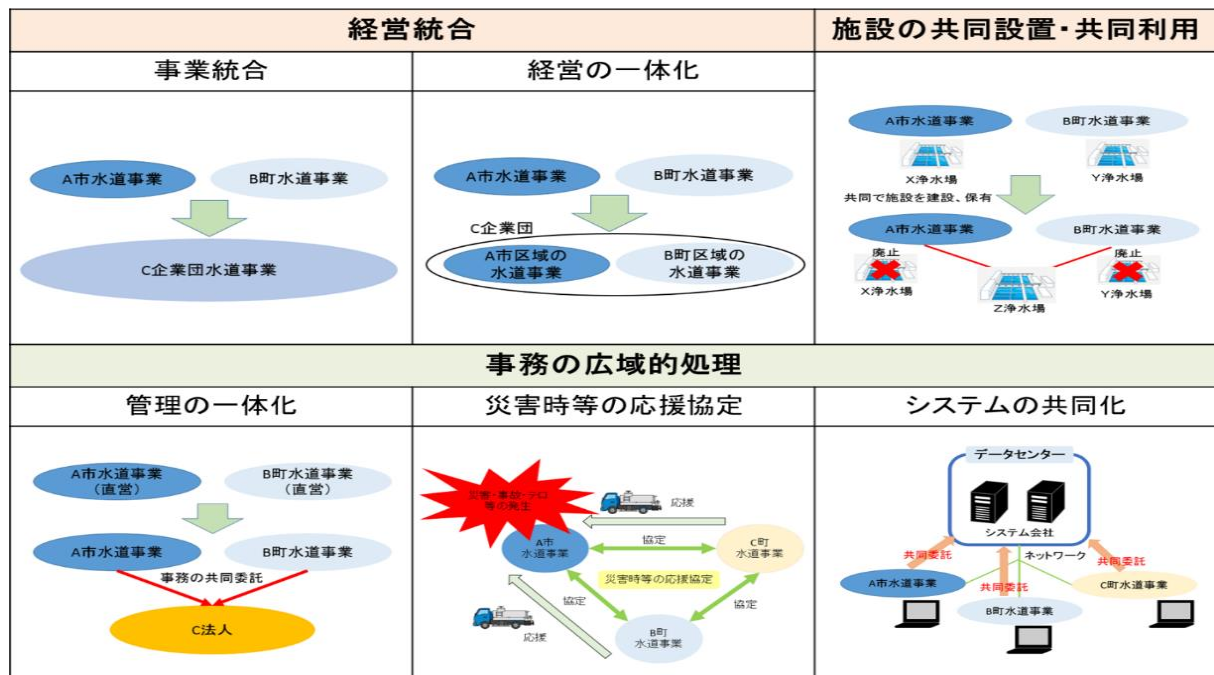 経営統合
施設の共同設置・共同利用
事業統合
経営の一体化
A市水道事業
B町水道事業
C企業団水道事業
A市水道事業
B町水道事業
C企業団
A市区域の
水道事業
B町区域の
水道事業
A市水道事業
B町水道事業
X浄水場
Y浄水場
共同で施設を建設、保有
A市水道事業
B町水道事業
廃止
廃止
X浄水場
Z浄水場
Y浄水場
事務の広域的処理
管理の一体化
災害時等の応援協定
システムの共同化
A市水道事業
(直営)
B町水道事業
(直営)
A市水道事業
B町水道事業
事務の共同委託
C法人
災害・事故・テロ
等の発生
応援
A市
水道事業
協定
C町
水道事業
災害時等の応援協定
協定
協定
応援
B町
水道事業
データセンター
システム会社
ネットワーク
共同委託
共同委託
共同委託
A市水道事業
C町水道事業
B町水道事業